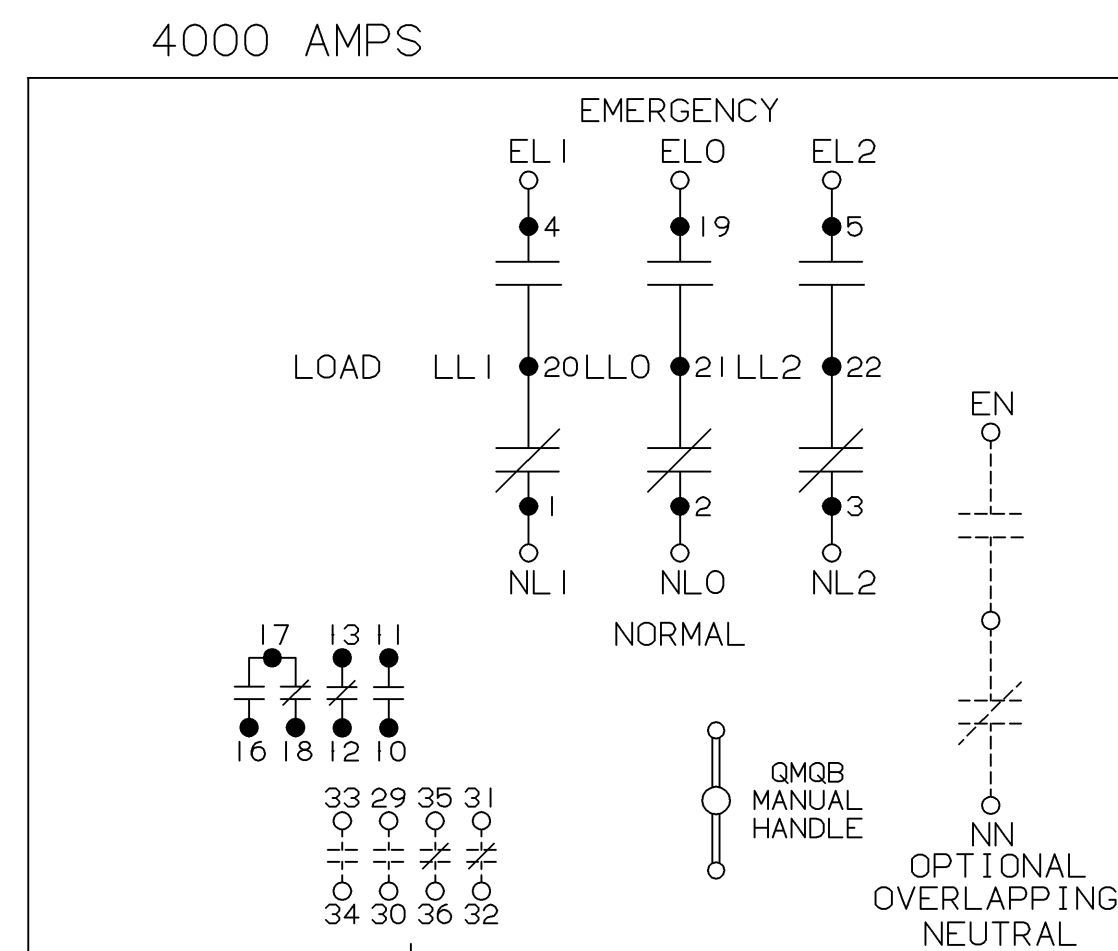 4000 AMPS
EMERGENCY
EL1 EL0 EL2
4 19 5
LOAD LL1 20 LL0 21 LL2 22
EN
1 2 3
NL1 NL0 NL2
NORMAL
17 13 11
16 18 12 10
QMQB
MANUAL
HANDLE
33 29 35 31
34 30 36 32
NN
OPTIONAL
OVERLAPPING
NEUTRAL